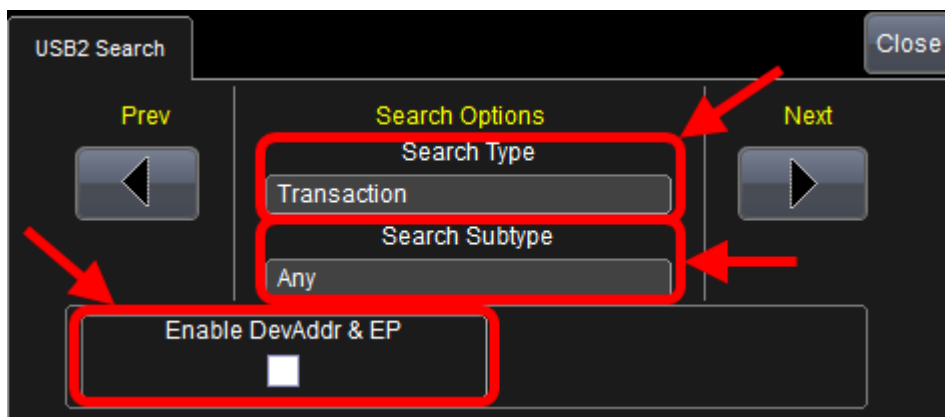 USB2 Search
Close
Prev
Search Options
Next
Search Type
Transaction
Search Subtype
Any
Enable DevAddr & EP